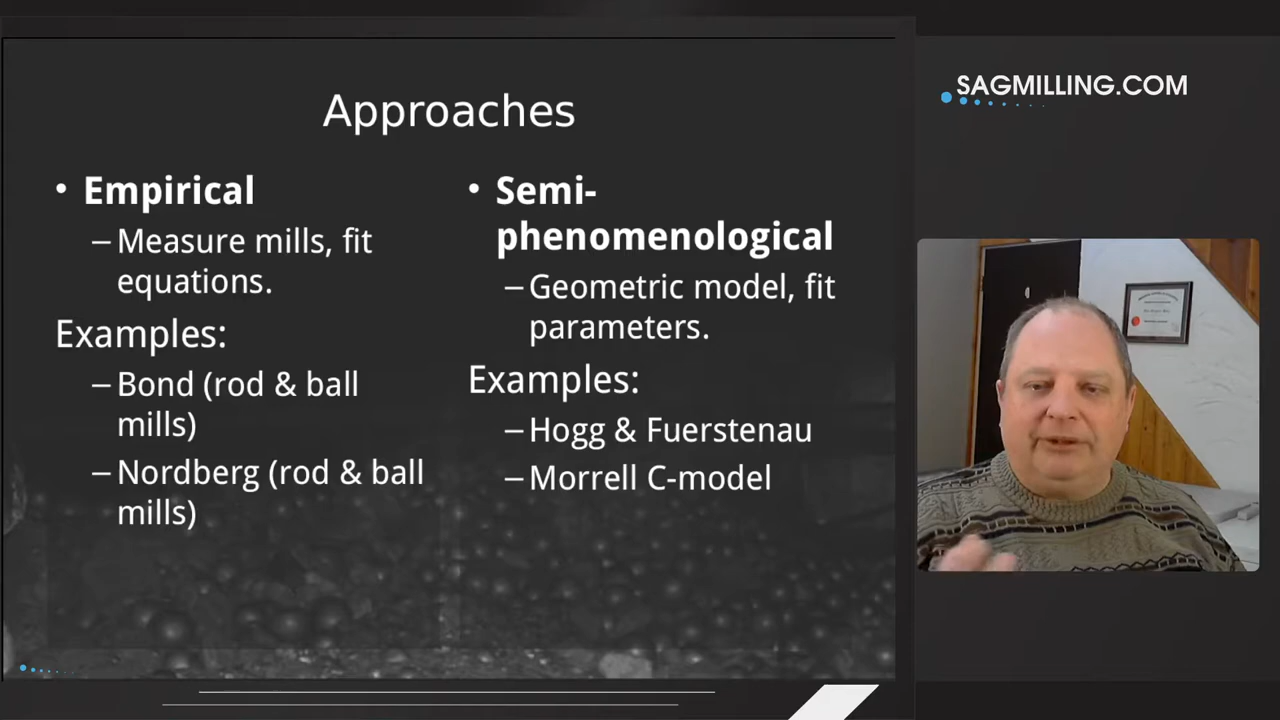 Approaches
• Empirical
– Measure mills, fit
equations.
Examples:
– Bond (rod & ball
mills)
– Nordberg (rod & ball
mills)
• Semi-
phenomenological
– Geometric model, fit
parameters.
Examples:
– Hogg & Fuerstenau
– Morrell C-model
SAGMILLING.COM